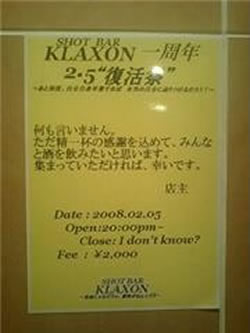 SHOT BAR
KLAXON 一周年
2・5“復活祭”
何も言いません。
ただ精一杯の感謝を込めて、みんな
と酒を飲みたいと思います。
集まっていただければ、幸いです。
店主
Date : 2008.02.05
Open:20:00pm~
Close: I don't know?
Fee : ¥2,000
SHOT BAR
KLAXON